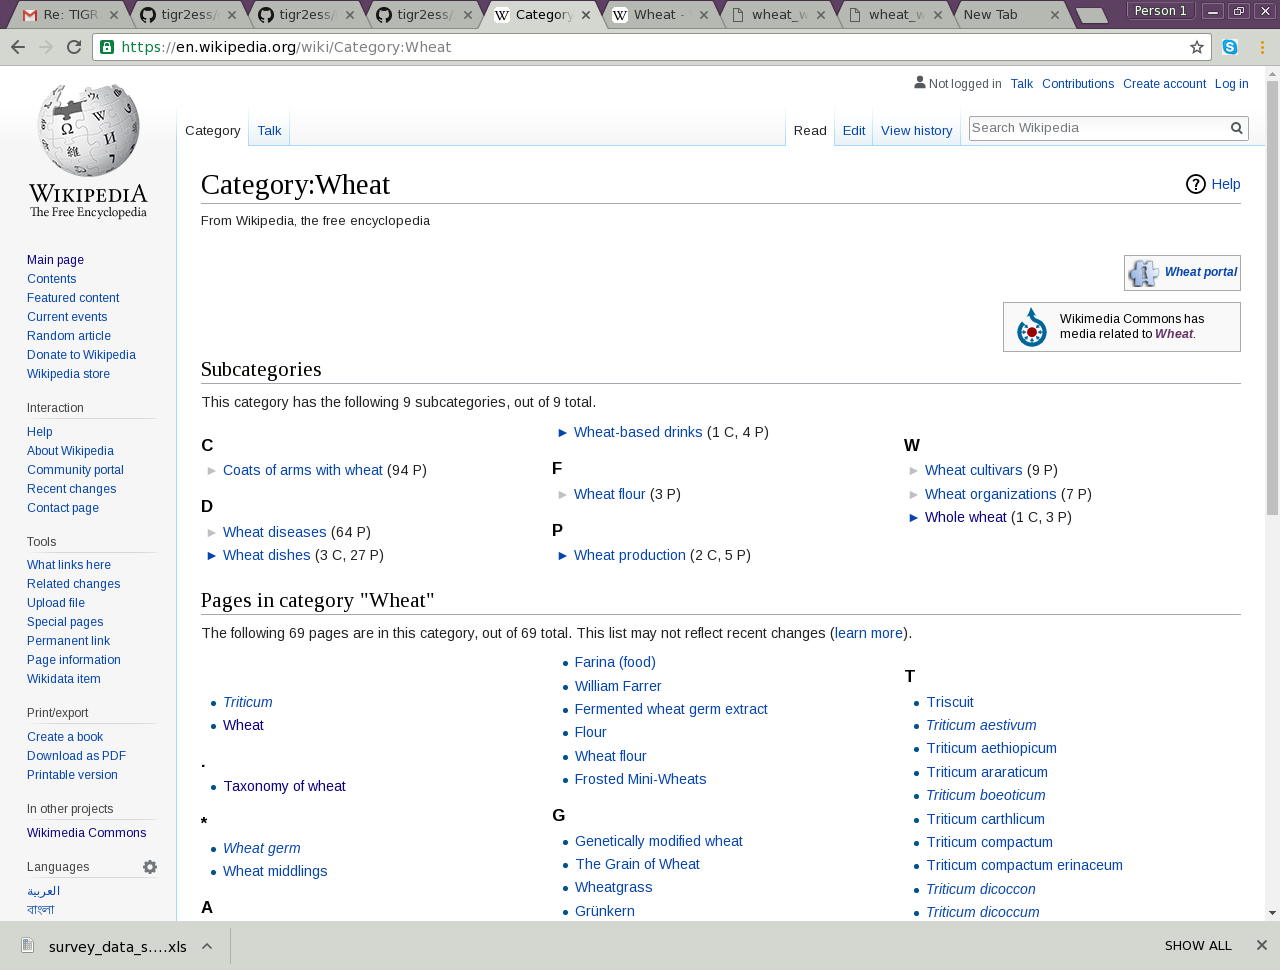 Re: TIGR
tigr2ess/
tigr2ess/
tigr2ess/
Category
Wheat -
wheat_w
wheat_w
New Tab
Person 1
https://en.wikipedia.org/wiki/Category:Wheat
Not logged in Talk Contributions Create account Log in
Category Talk Read Edit View history Search Wikipedia
WIKIPEDIA
The Free Encyclopedia
Main page
Contents
Featured content
Current events
Random article
Donate to Wikipedia
Wikipedia store
Interaction
Help
About Wikipedia
Community portal
Recent changes
Contact page
Tools
What links here
Related changes
Upload file
Special pages
Permanent link
Page information
Wikidata item
Print/export
Create a book
Download as PDF
Printable version
In other projects
Wikimedia Commons
Languages
العربية
বাংলা
Category:Wheat
Help
From Wikipedia, the free encyclopedia
Wheat portal
Wikimedia Commons has
media related to Wheat.
Subcategories
This category has the following 9 subcategories, out of 9 total.
C
► Coats of arms with wheat (94 P)
D
► Wheat diseases (64 P)
► Wheat dishes (3 C, 27 P)
► Wheat-based drinks (1 C, 4 P)
F
► Wheat flour (3 P)
P
► Wheat production (2 C, 5 P)
W
► Wheat cultivars (9 P)
► Wheat organizations (7 P)
► Whole wheat (1 C, 3 P)
Pages in category "Wheat"
The following 69 pages are in this category, out of 69 total. This list may not reflect recent changes (learn more).
• Triticum
• Wheat
.
• Taxonomy of wheat
*
• Wheat germ
• Wheat middlings
A
• Farina (food)
• William Farrer
• Fermented wheat germ extract
• Flour
• Wheat flour
• Frosted Mini-Wheats
G
• Genetically modified wheat
• The Grain of Wheat
• Wheatgrass
• Grünkern
T
• Triscuit
• Triticum aestivum
• Triticum aethiopicum
• Triticum araraticum
• Triticum boeoticum
• Triticum carthlicum
• Triticum compactum
• Triticum compactum erinaceum
• Triticum dicoccon
• Triticum dicoccum
survey_data_s....xls
SHOW ALL